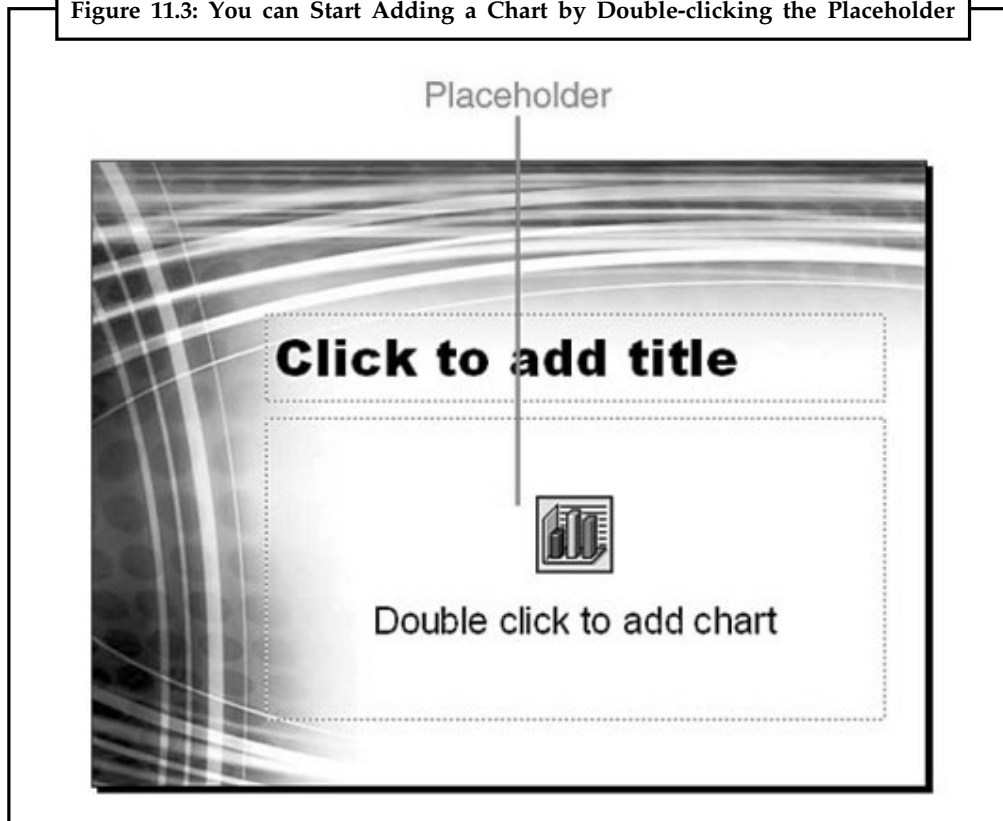 Figure 11.3: You can Start Adding a Chart by Double-clicking the Placeholder
Placeholder
Click to add title
Double click to add chart